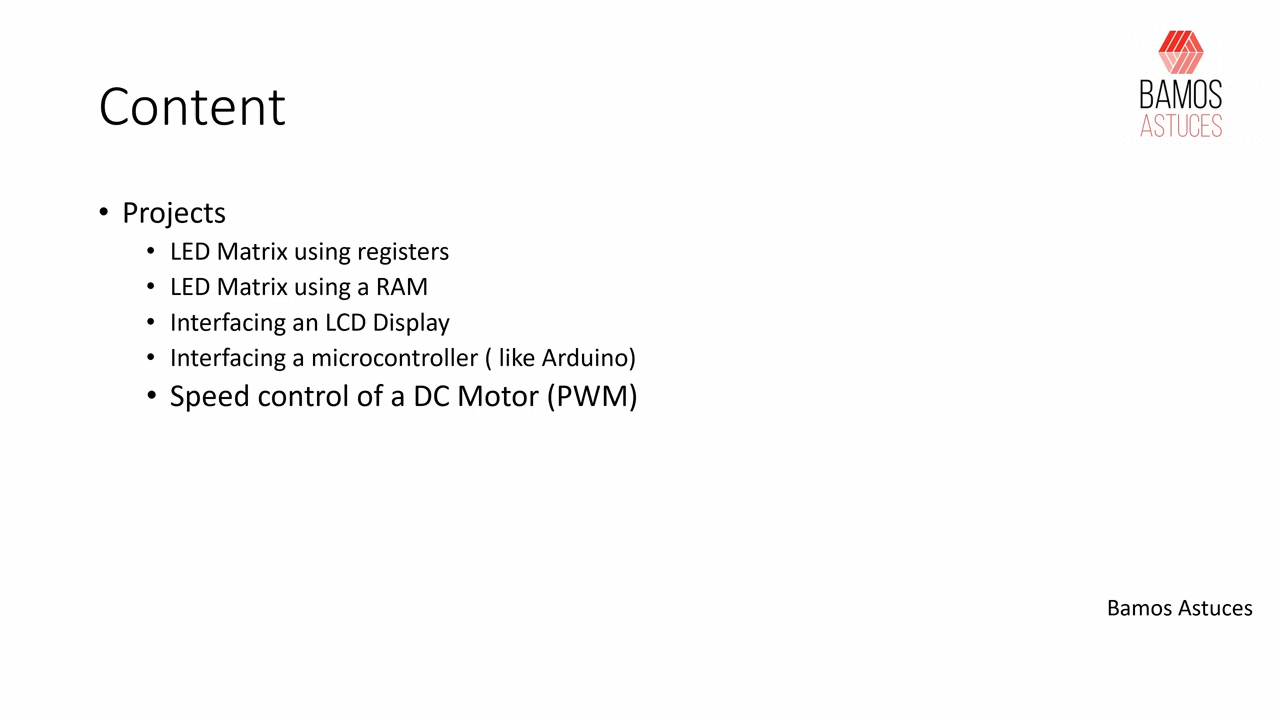 BAMOS
ASTUCES
Content
• Projects
• LED Matrix using registers
• LED Matrix using a RAM
• Interfacing an LCD Display
• Interfacing a microcontroller ( like Arduino)
• Speed control of a DC Motor (PWM)
Bamos Astuces